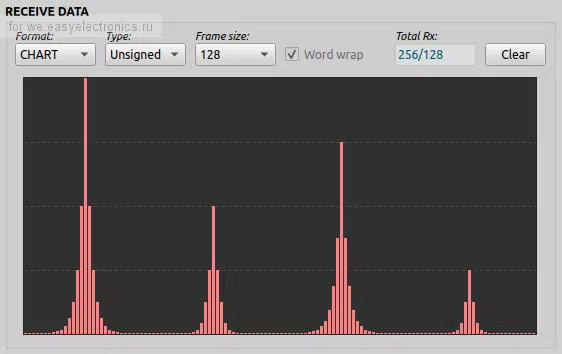 RECEIVE DATA
for we.easyelectronics.ru
Format: Type: Frame size: Total Rx:
CHART Unsigned 128 Word wrap 256/128 Clear